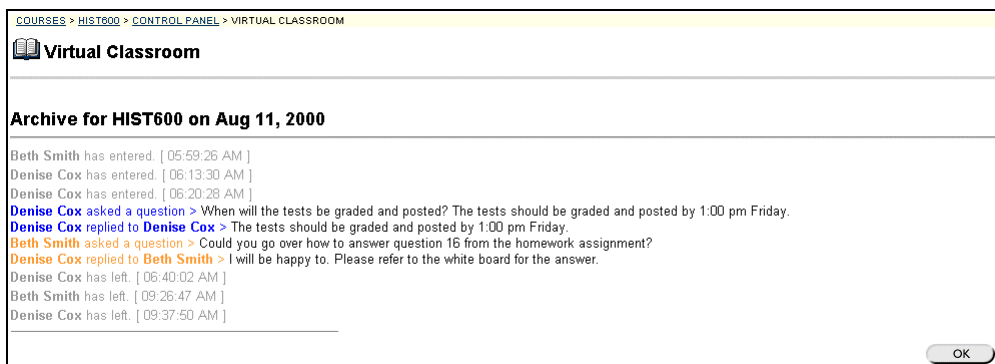 COURSES > HIST600 > CONTROL PANEL > VIRTUAL CLASSROOM
Virtual Classroom
Archive for HIST600 on Aug 11, 2000
Beth Smith has entered. [ 05:59:26 AM ]
Denise Cox has entered. [ 06:13:30 AM ]
Denise Cox has entered. [ 06:20:28 AM ]
Denise Cox asked a question > When will the tests be graded and posted? The tests should be graded and posted by 1:00 pm Friday.
Denise Cox replied to Denise Cox > The tests should be graded and posted by 1:00 pm Friday.
Beth Smith asked a question > Could you go over how to answer question 16 from the homework assignment?
Denise Cox replied to Beth Smith > I will be happy to. Please refer to the white board for the answer.
Denise Cox has left. [ 06:40:02 AM ]
Beth Smith has left. [ 09:26:47 AM ]
Denise Cox has left. [ 09:37:50 AM ]
OK